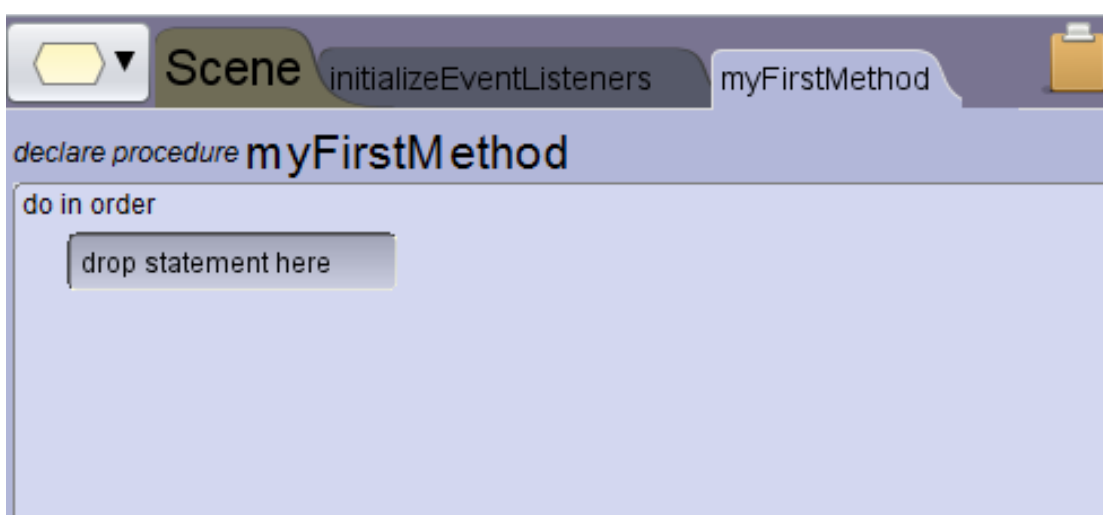 Scene initializeEventListeners myFirstMethod
declare procedure myFirstMethod
do in order
drop statement here